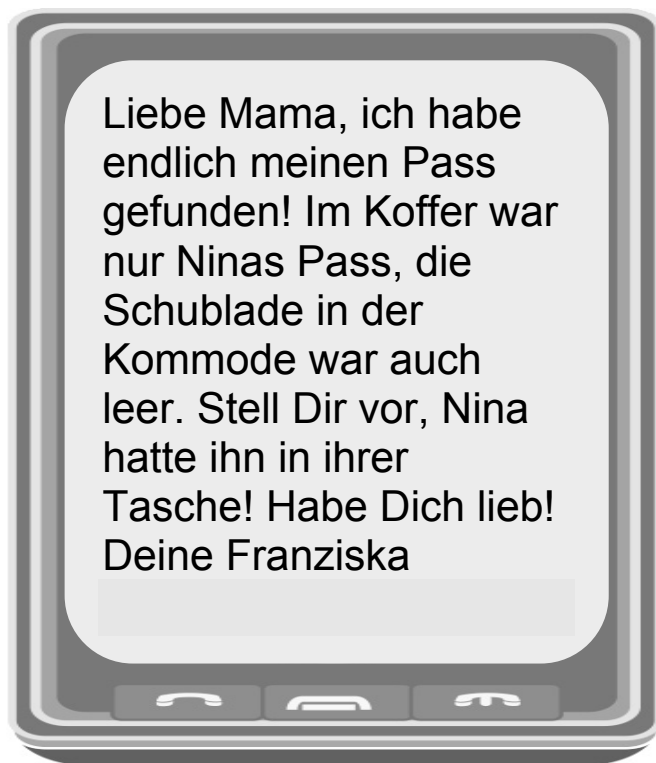 Liebe Mama, ich habe
endlich meinen Pass
gefunden! Im Koffer war
nur Ninas Pass, die
Schublade in der
Kommode war auch
leer. Stell Dir vor, Nina
hatte ihn in ihrer
Tasche! Habe Dich lieb!
Deine Franziska